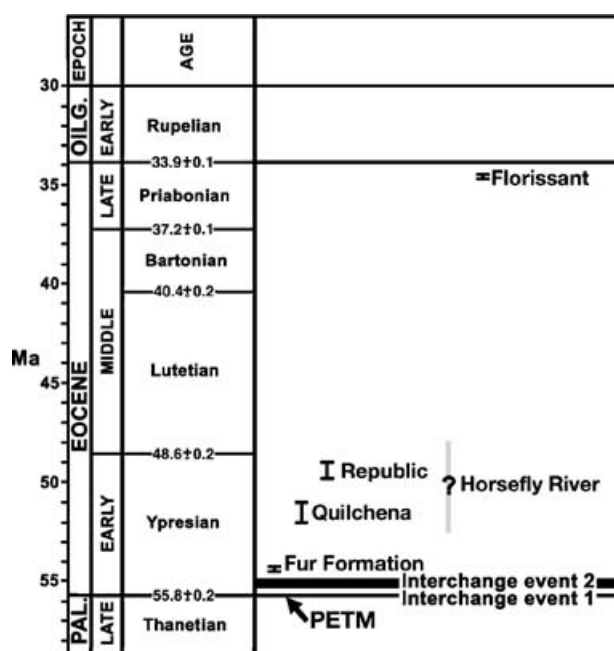 EPOCH
AGE
30
OILG.
EARLY
Rupelian
33.9±0.1
Florissant
35
LATE
Priabonian
37.2±0.1
Bartonian
40
40.4±0.2
Ma
EOCENE
MIDDLE
Lutetian
45
48.6±0.2
Republic
50
? Horsefly River
Quilchena
EARLY
Ypresian
Fur Formation
55
Interchange event 2
55.8±0.2
Interchange event 1
PETM
PAL.
LATE
Thanetian